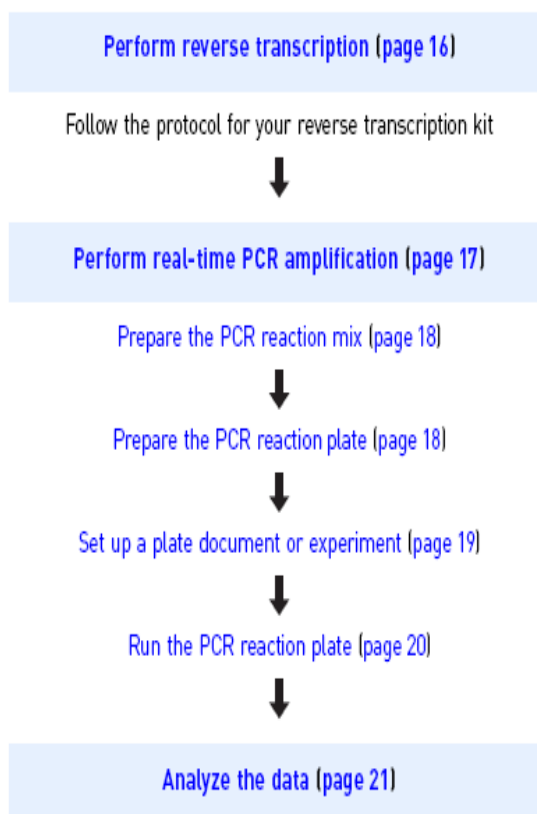 Perform reverse transcription (page 16)
Follow the protocol for your reverse transcription kit
Perform real-time PCR amplification (page 17)
Prepare the PCR reaction mix (page 18)
Prepare the PCR reaction plate (page 18)
Set up a plate document or experiment (page 19)
Run the PCR reaction plate (page 20)
Analyze the data (page 21)